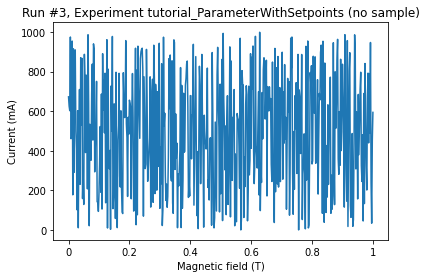 Run #3, Experiment tutorial_ParameterWithSetpoints (no sample)
1000
800
600
400
200
0
Current (mA)
0 0.2 0.4 0.6 0.8 1
Magnetic field (T)